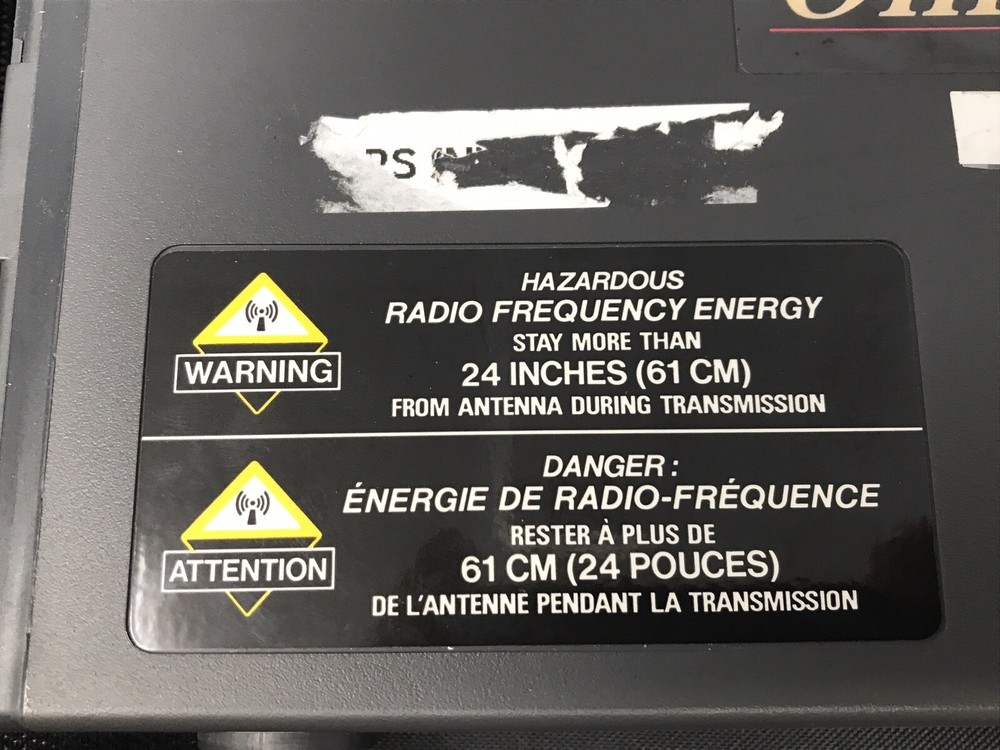 HAZARDOUS
RADIO FREQUENCY ENERGY
STAY MORE THAN
WARNING
24 INCHES (61 CM)
FROM ANTENNA DURING TRANSMISSION
DANGER :
ÉNERGIE DE RADIO-FRÉQUENCE
RESTER À PLUS DE
ATTENTION
61 CM (24 POUCES)
DE L'ANTENNE PENDANT LA TRANSMISSION